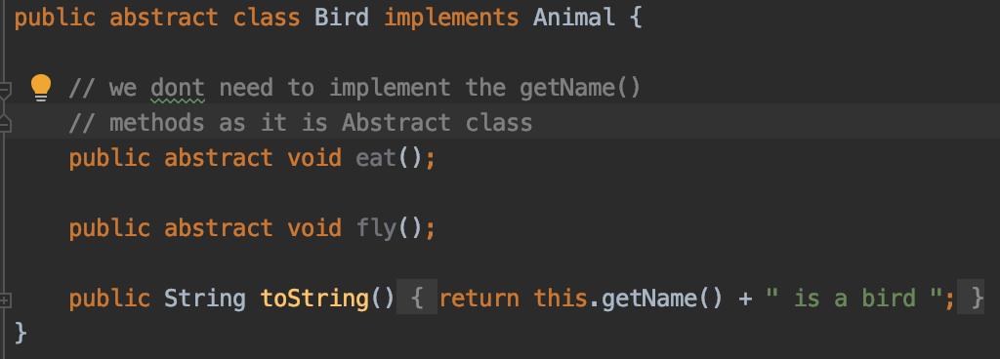 public abstract class Bird implements Animal {
// we dont need to implement the getName()
// methods as it is Abstract class
public abstract void eat();
public abstract void fly();
public String toString() { return this.getName() + " is a bird "; }
}